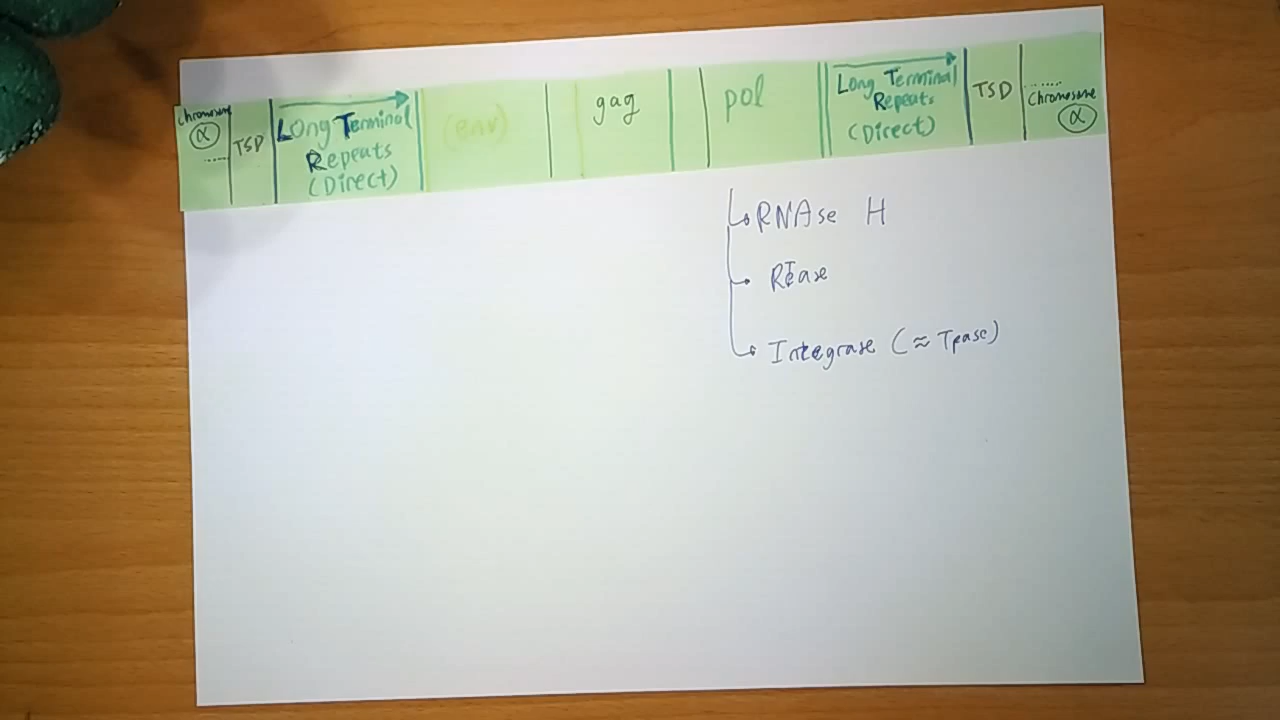 Chromosome
α
......
TSD
Long Terminal
Repeats
(Direct)
(env)
gag
pol
Long Terminal
Repeats
(Direct)
TSD
......
Chromosome
α
RNAse H
RTase
Integrase (≈ Tpase)